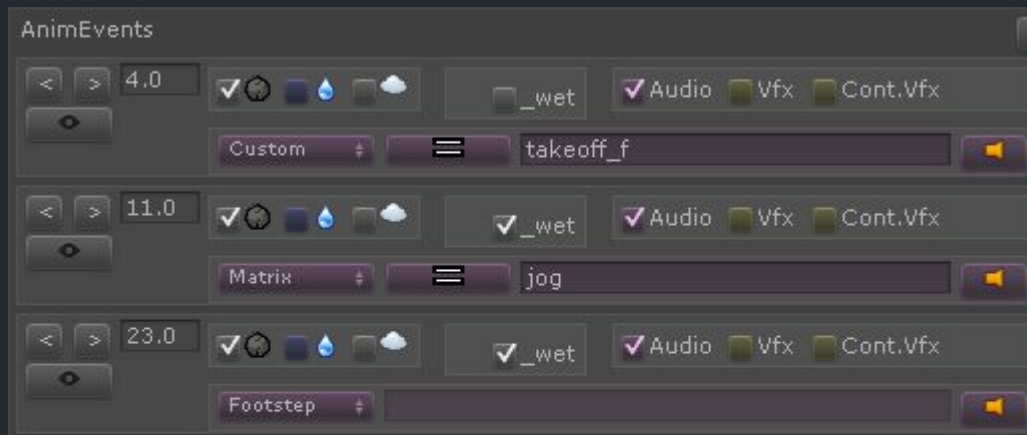 AnimEvents
< > 4.0 _wet Audio Vfx Cont.Vfx
Custom takeoff_f
< > 11.0 _wet Audio Vfx Cont.Vfx
Matrix jog
< > 23.0 _wet Audio Vfx Cont.Vfx
Footstep